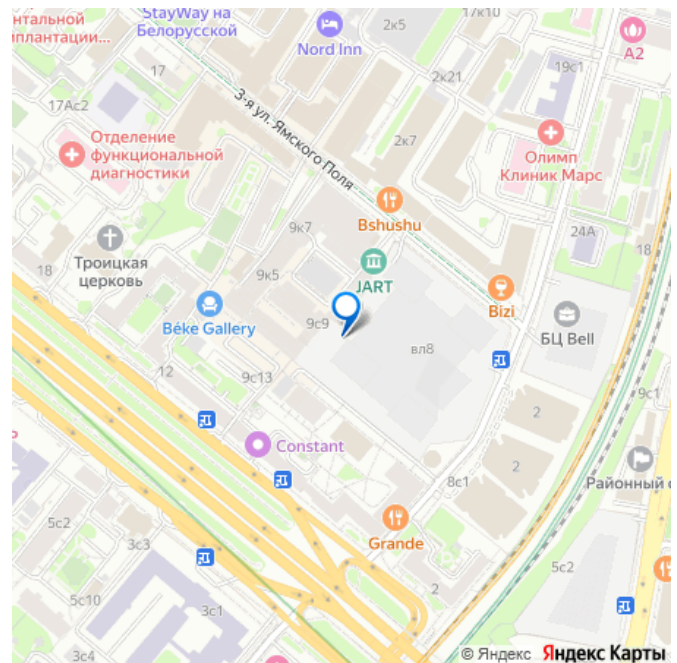 нтальной
плантации...
StayWay на
Белорусской
Nord Inn
2к5
17к10
A2
17
2к21
19с1
17Ас2
3-я ул. Ямского Поля
Отделение
функциональной
диагностики
2к7
Олимп
Клиник Марс
Bshushu
9к7
24А
18
Троицкая
церковь
18
9к5
JART
Bizi
Béke Gallery
9с9
вл8
БЦ Bell
12
9с13
2
9с1
Constant
2
8с1
Районный с
5с2
Grande
3с3
2
5с2
5с10
3с1
3с4
© Яндекс Яндекс Карты